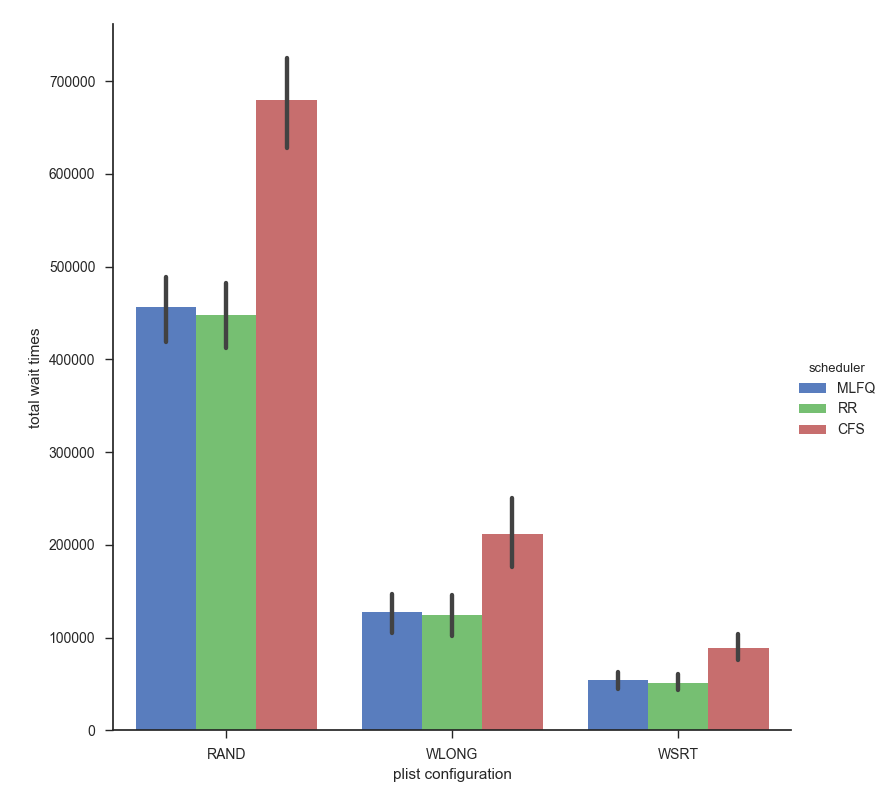 700000
600000
500000
400000
300000
200000
100000
0
total wait times
RAND
WLONG
WSRT
plist configuration
scheduler
MLFQ
RR
CFS